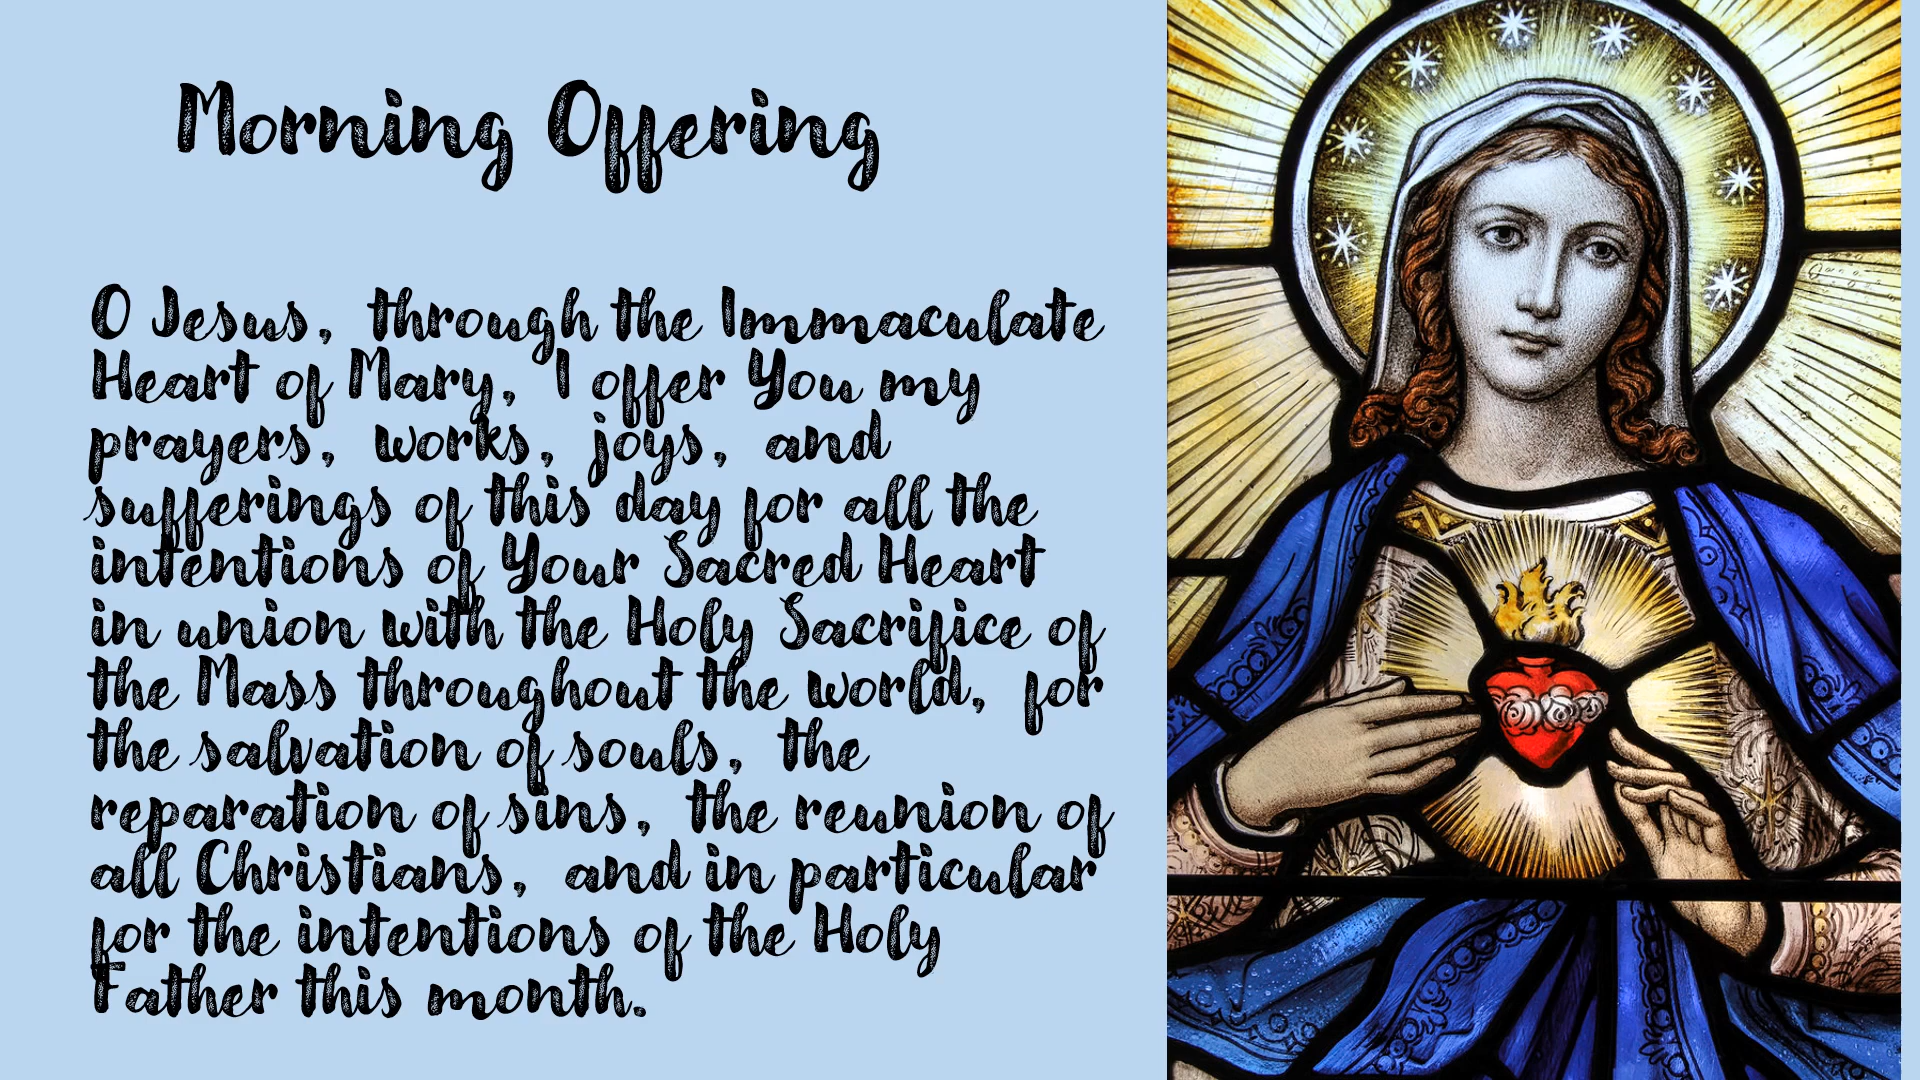 Morning Offering
O Jesus, through the Immaculate
Heart of Mary, I offer You my
prayers, works, joys, and
sufferings of this day for all the
intentions of Your Sacred Heart
in union with the Holy Sacrifice of
the Mass throughout the world, for
the salvation of souls, the
reparation of sins, the reunion of
all Christians, and in particular
for the intentions of the Holy
Father this month.